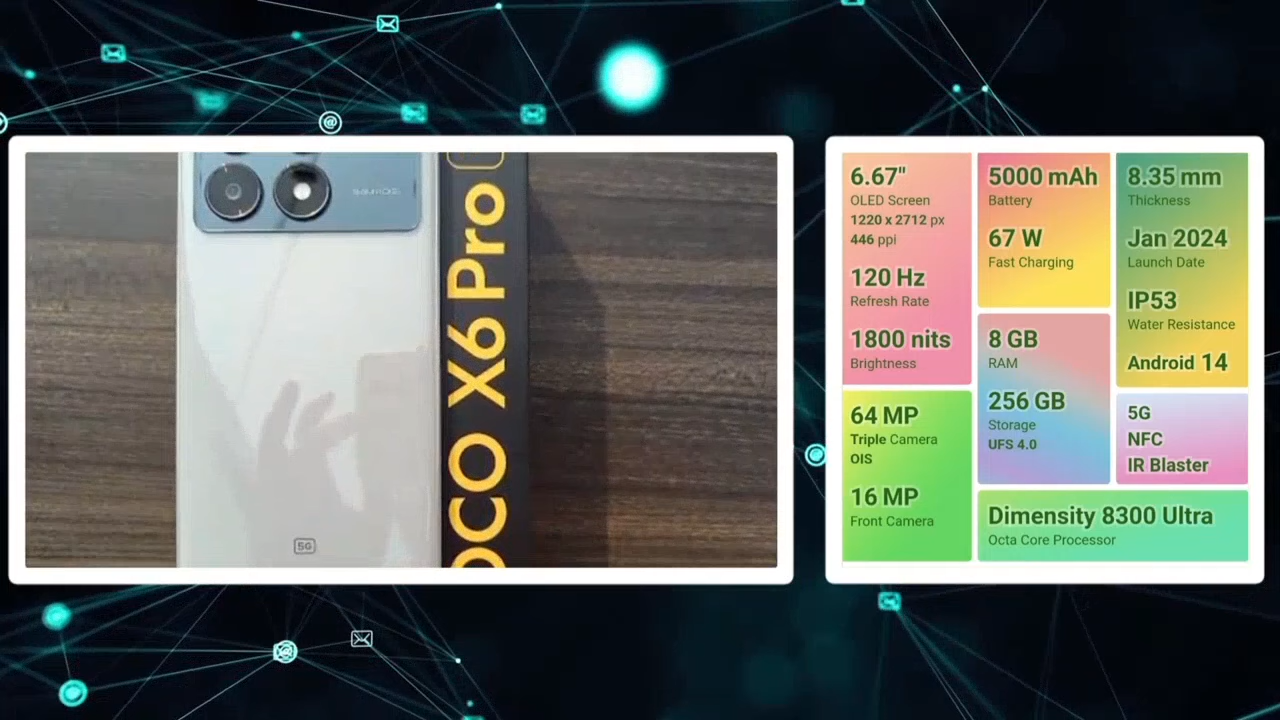 POCO X6 Pro
5G
6.67"
OLED Screen
1220 x 2712 px
446 ppi
120 Hz
Refresh Rate
1800 nits
Brightness
64 MP
Triple Camera
OIS
16 MP
Front Camera
5000 mAh
Battery
67 W
Fast Charging
8 GB
RAM
256 GB
Storage
UFS 4.0
8.35 mm
Thickness
Jan 2024
Launch Date
IP53
Water Resistance
Android 14
5G
NFC
IR Blaster
Dimensity 8300 Ultra
Octa Core Processor